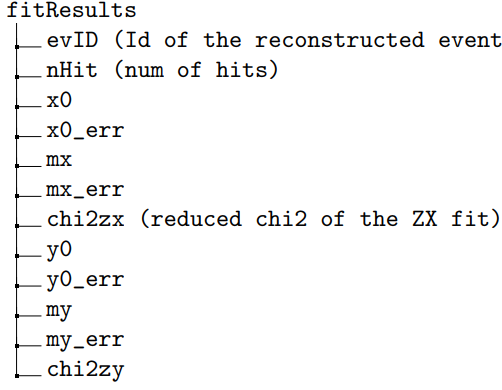 fitResults
evID (Id of the reconstructed event
nHit (num of hits)
x0
x0_err
mx
mx_err
chi2zx (reduced chi2 of the ZX fit)
y0
y0_err
my
my_err
chi2zy